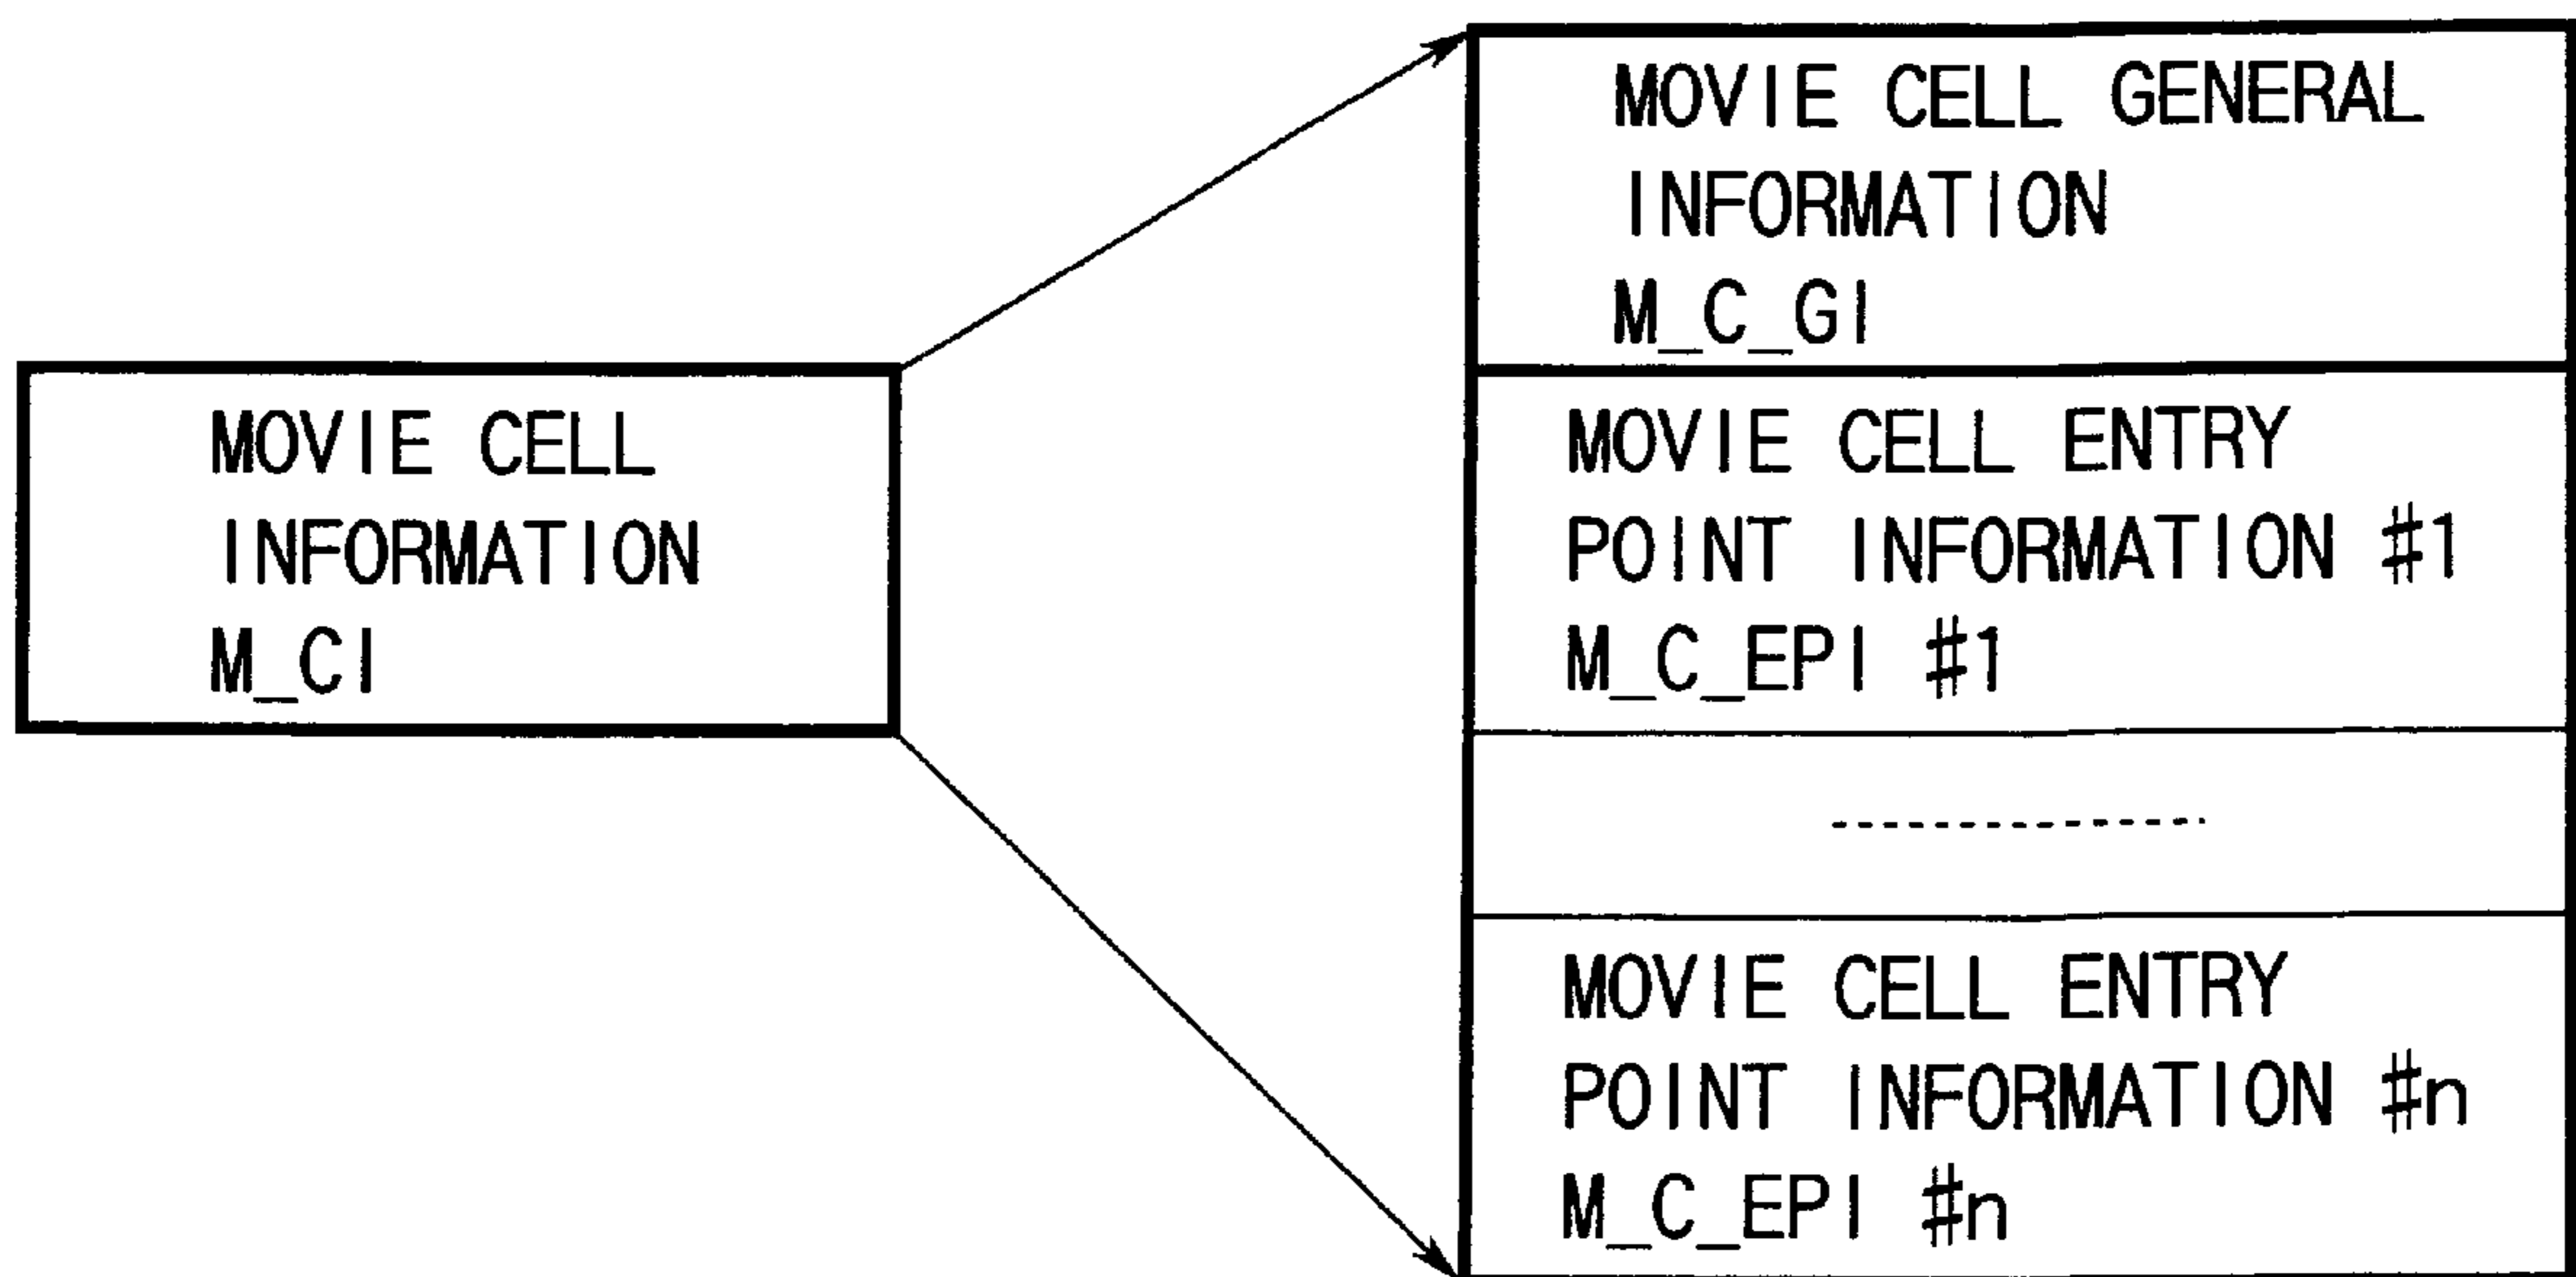 MOVIE CELL
INFORMATION
M_CI
MOVIE CELL GENERAL
INFORMATION
M_C_GI
MOVIE CELL ENTRY
POINT INFORMATION #1
M_C_EPI #1
MOVIE CELL ENTRY
POINT INFORMATION #n
M_C_EPI #n